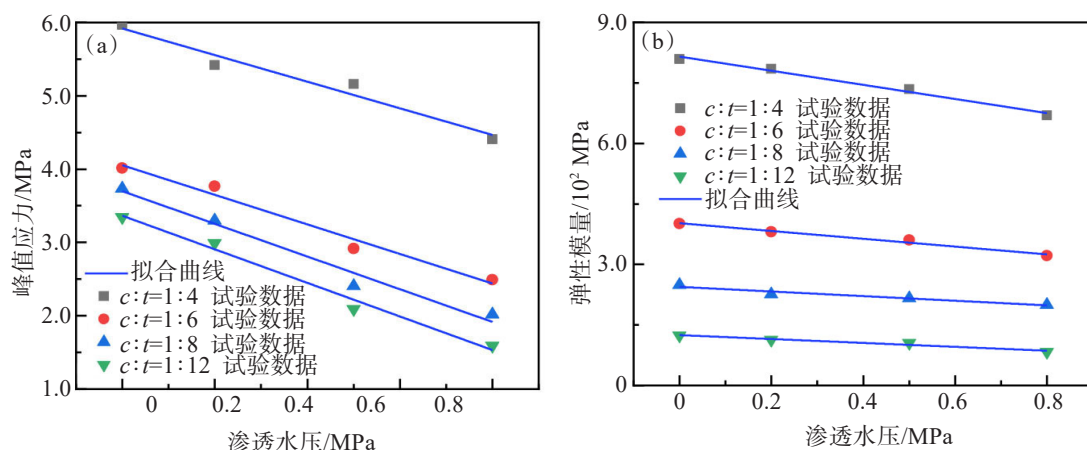 (a)
6.0
5.0
4.0
3.0
2.0
1.0
峰值应力/MPa
拟合曲线
c:t=1:4 试验数据
c:t=1:6 试验数据
c:t=1:8 试验数据
c:t=1:12 试验数据
0 0.2 0.4 0.6 0.8
渗透水压/MPa
(b)
9.0
6.0
3.0
0
弹性模量/10² MPa
c:t=1:4 试验数据
c:t=1:6 试验数据
c:t=1:8 试验数据
c:t=1:12 试验数据
拟合曲线
0 0.2 0.4 0.6 0.8
渗透水压/MPa